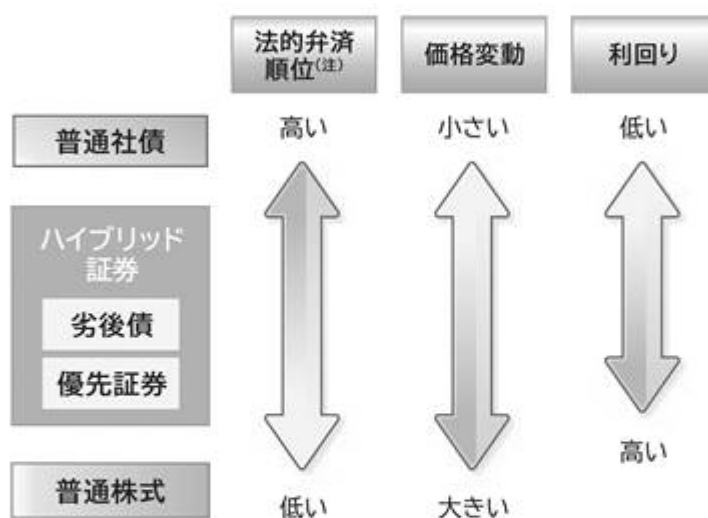 法的弁済
順位(注)
価格変動
利回り
普通社債
高い
小さい
低い
ハイブリッド
証券
劣後債
優先証券
高い
普通株式
低い
大きい